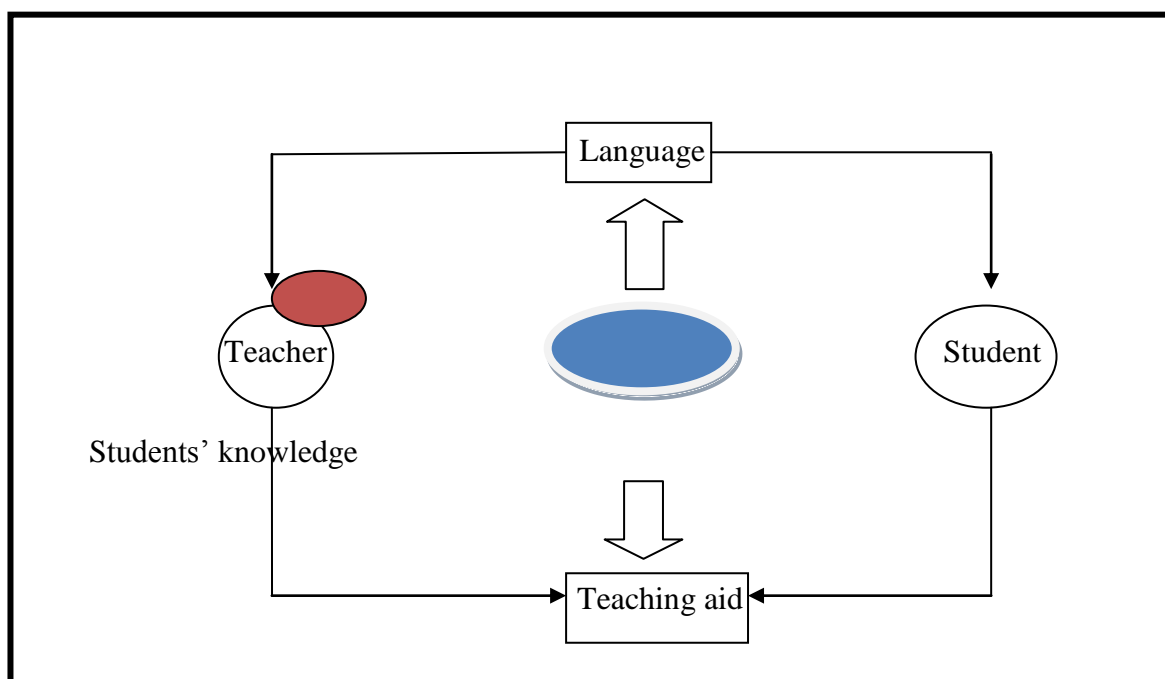 Language
Teacher
Student
Students’ knowledge
Teaching aid